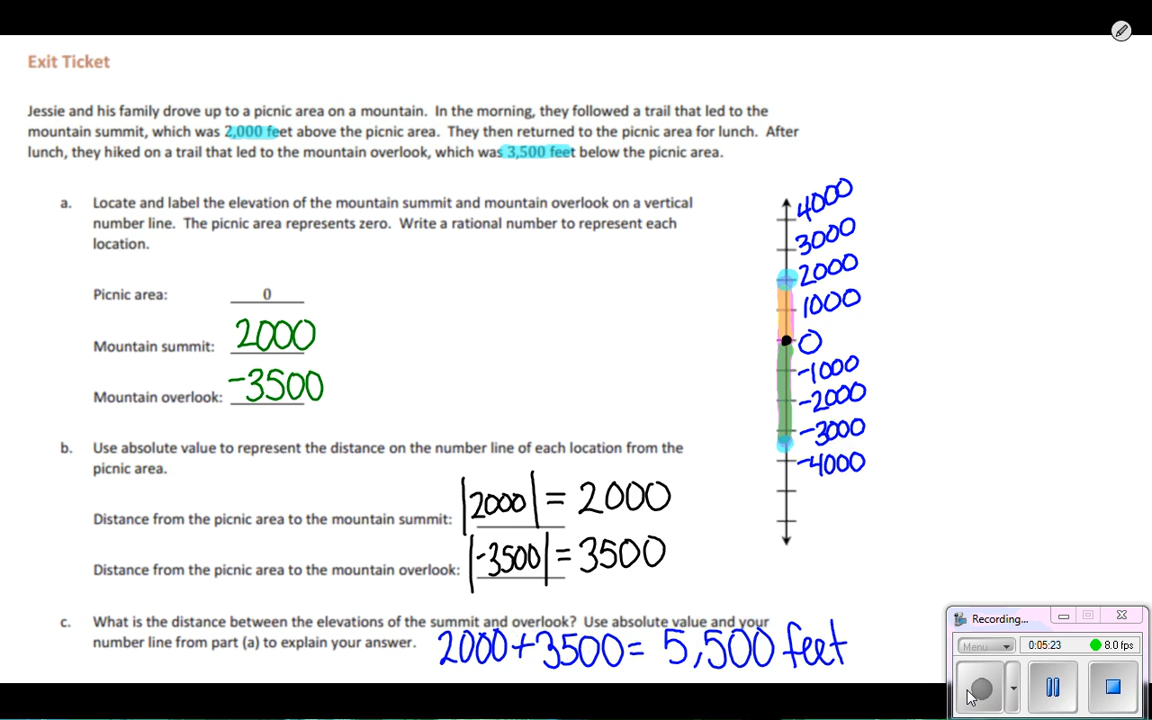 Exit Ticket
Jessie and his family drove up to a picnic area on a mountain. In the morning, they followed a trail that led to the
mountain summit, which was 2,000 feet above the picnic area. They then returned to the picnic area for lunch. After
lunch, they hiked on a trail that led to the mountain overlook, which was 3,500 feet below the picnic area.
a. Locate and label the elevation of the mountain summit and mountain overlook on a vertical
number line. The picnic area represents zero. Write a rational number to represent each
location.
Picnic area: 0
Mountain summit: 2000
Mountain overlook: -3500
4000
3000
2000
1000
0
-1000
-2000
-3000
-4000
b. Use absolute value to represent the distance on the number line of each location from the
picnic area.
Distance from the picnic area to the mountain summit: |2000| = 2000
Distance from the picnic area to the mountain overlook: |-3500| = 3500
c. What is the distance between the elevations of the summit and overlook? Use absolute value and your
number line from part (a) to explain your answer. 2000+3500= 5,500 feet
Recording...
Menu 0:05:23 8.0 fps